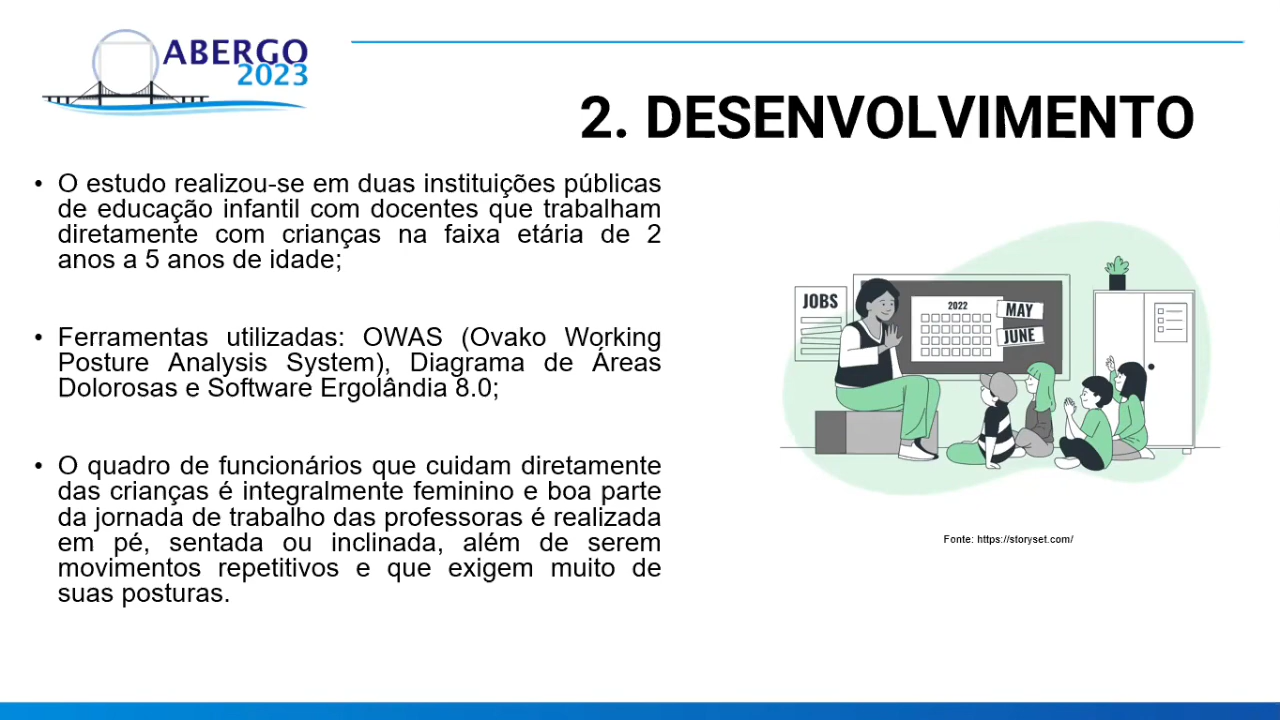 ABERGO
2023
2. DESENVOLVIMENTO
• O estudo realizou-se em duas instituições públicas
de educação infantil com docentes que trabalham
diretamente com crianças na faixa etária de 2
anos a 5 anos de idade;
• Ferramentas utilizadas: OWAS (Ovako Working
Posture Analysis System), Diagrama de Áreas
Dolorosas e Software Ergolândia 8.0;
• O quadro de funcionários que cuidam diretamente
das crianças é integralmente feminino e boa parte
da jornada de trabalho das professoras é realizada
em pé, sentada ou inclinada, além de serem
movimentos repetitivos e que exigem muito de
suas posturas.
JOBS
2022
MAY
JUNE
Fonte: https://storyset.com/